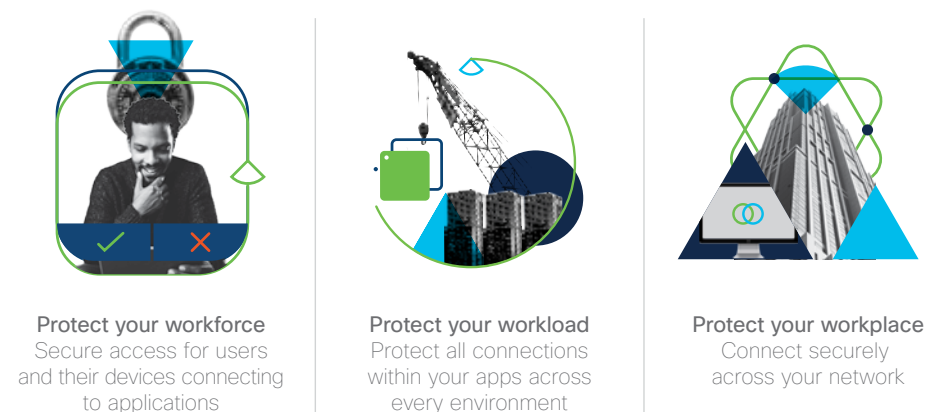 Protect your workforce
Secure access for users
and their devices connecting
to applications
Protect your workload
Protect all connections
within your apps across
every environment
Protect your workplace
Connect securely
across your network